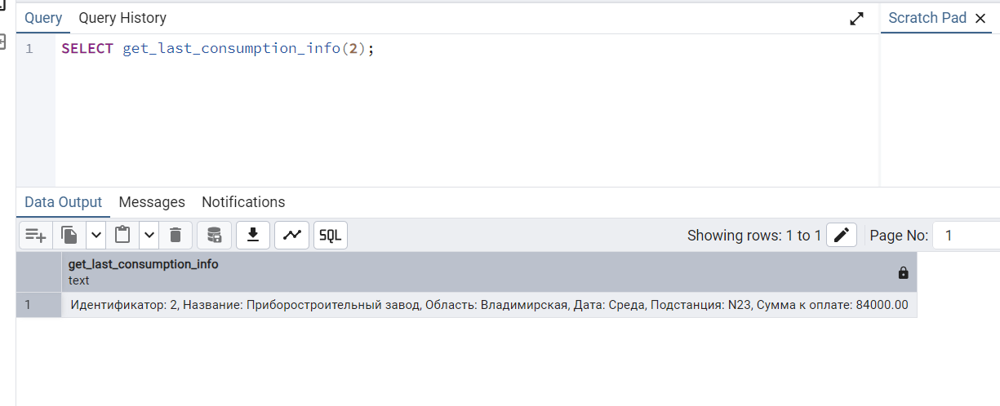 Query Query History Scratch Pad
1 SELECT get_last_consumption_info(2);
Data Output Messages Notifications
SQL Showing rows: 1 to 1 Page No: 1
get_last_consumption_info
text
1 Идентификатор: 2, Название: Приборостроительный завод, Область: Владимирская, Дата: Среда, Подстанция: N23, Сумма к оплате: 84000.00